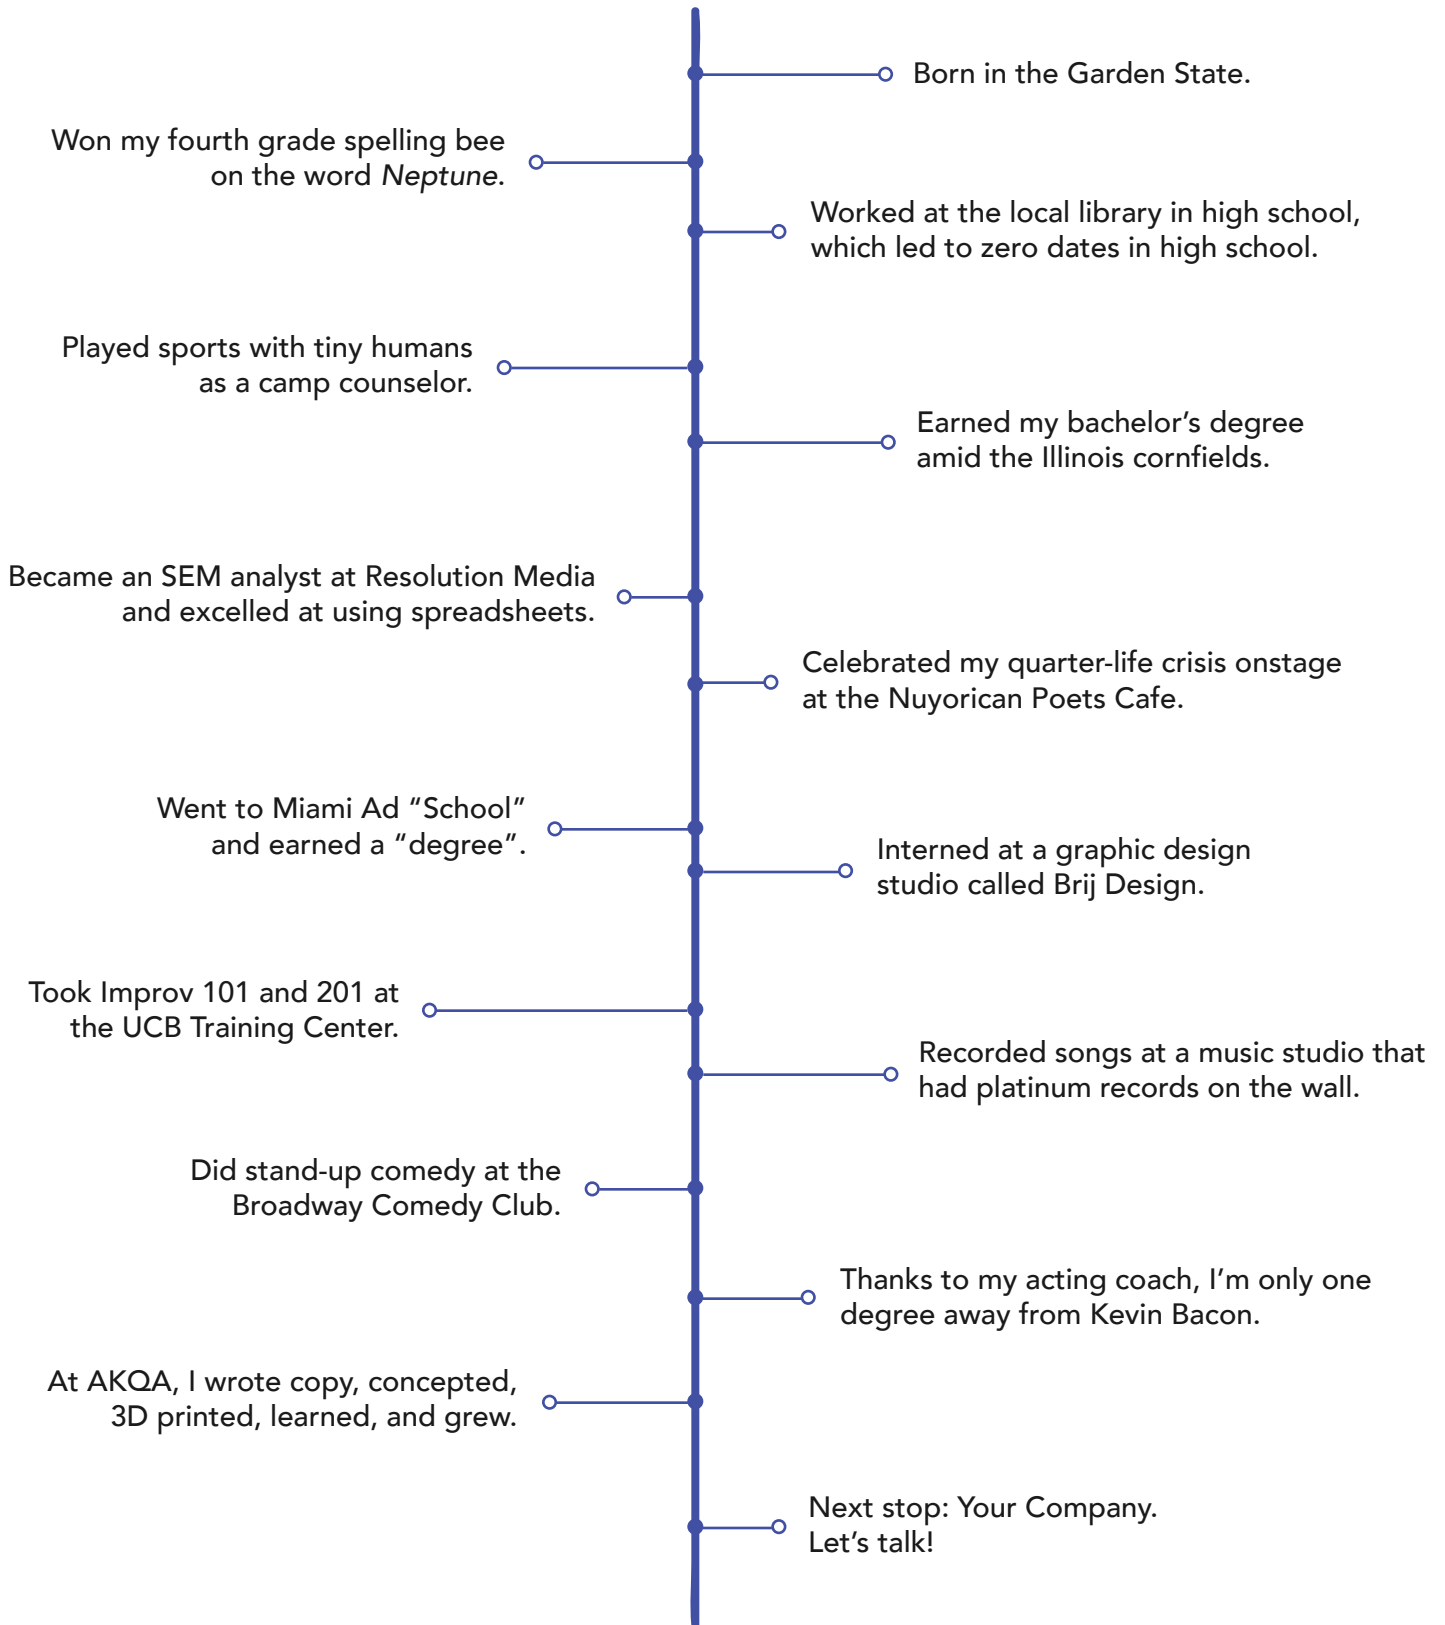 Born in the Garden State.
Won my fourth grade spelling bee
on the word Neptune.
Worked at the local library in high school,
which led to zero dates in high school.
Played sports with tiny humans
as a camp counselor.
Earned my bachelor’s degree
amid the Illinois cornfields.
Became an SEM analyst at Resolution Media
and excelled at using spreadsheets.
Celebrated my quarter-life crisis onstage
at the Nuyorican Poets Cafe.
Went to Miami Ad “School”
and earned a “degree”.
Interned at a graphic design
studio called Brij Design.
Took Improv 101 and 201 at
the UCB Training Center.
Recorded songs at a music studio that
had platinum records on the wall.
Did stand-up comedy at the
Broadway Comedy Club.
Thanks to my acting coach, I’m only one
degree away from Kevin Bacon.
At AKQA, I wrote copy, concepted,
3D printed, learned, and grew.
Next stop: Your Company.
Let’s talk!